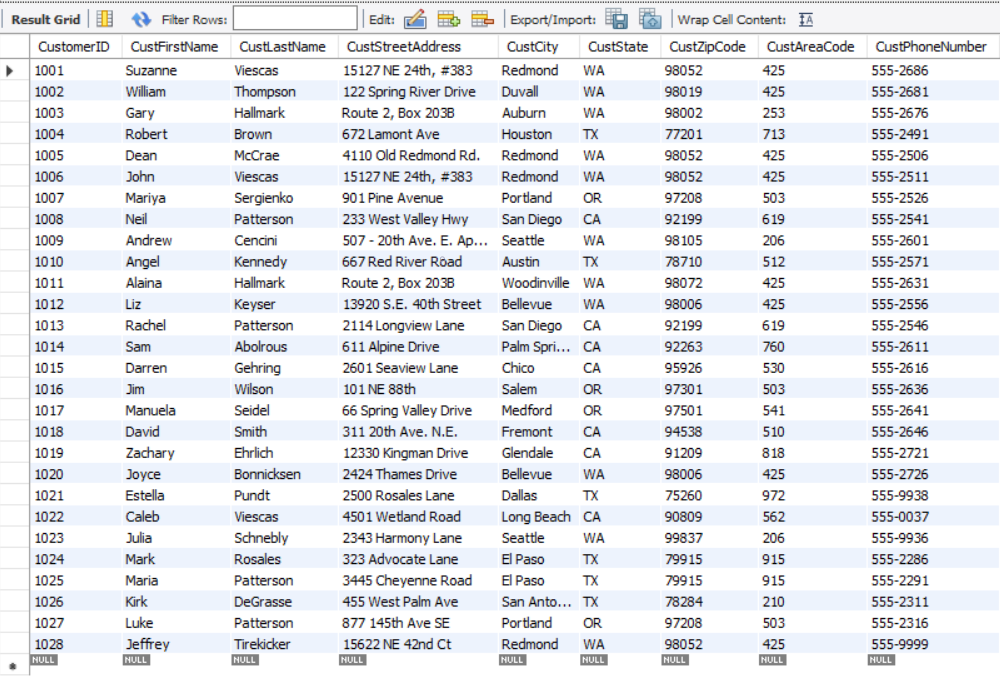 Result Grid Filter Rows: Edit: Export/Import: Wrap Cell Content: IA
CustomerID CustFirstName CustLastName CustStreetAddress CustCity CustState CustZipCode CustAreaCode CustPhoneNumber
1001 Suzanne Viescas 15127 NE 24th, #383 Redmond WA 98052 425 555-2686
1002 William Thompson 122 Spring River Drive Duvall WA 98019 425 555-2681
1003 Gary Hallmark Route 2, Box 203B Auburn WA 98002 253 555-2676
1004 Robert Brown 672 Lamont Ave Houston TX 77201 713 555-2491
1005 Dean McCrae 4110 Old Redmond Rd. Redmond WA 98052 425 555-2506
1006 John Viescas 15127 NE 24th, #383 Redmond WA 98052 425 555-2511
1007 Mariya Sergienko 901 Pine Avenue Portland OR 97208 503 555-2526
1008 Neil Patterson 233 West Valley Hwy San Diego CA 92199 619 555-2541
1009 Andrew Cencini 507 - 20th Ave. E. Ap... Seattle WA 98105 206 555-2601
1010 Angel Kennedy 667 Red River Road Austin TX 78710 512 555-2571
1011 Alaina Hallmark Route 2, Box 203B Woodinville WA 98072 425 555-2631
1012 Liz Keyser 13920 S.E. 40th Street Bellevue WA 98006 425 555-2556
1013 Rachel Patterson 2114 Longview Lane San Diego CA 92199 619 555-2546
1014 Sam Abolrous 611 Alpine Drive Palm Spri... CA 92263 760 555-2611
1015 Darren Gehring 2601 Seaview Lane Chico CA 95926 530 555-2616
1016 Jim Wilson 101 NE 88th Salem OR 97301 503 555-2636
1017 Manuela Seidel 66 Spring Valley Drive Medford OR 97501 541 555-2641
1018 David Smith 311 20th Ave. N.E. Fremont CA 94538 510 555-2646
1019 Zachary Ehrlich 12330 Kingman Drive Glendale CA 91209 818 555-2721
1020 Joyce Bonnicksen 2424 Thames Drive Bellevue WA 98006 425 555-2726
1021 Estella Pundt 2500 Rosales Lane Dallas TX 75260 972 555-9938
1022 Caleb Viescas 4501 Wetland Road Long Beach CA 90809 562 555-0037
1023 Julia Schnebly 2343 Harmony Lane Seattle WA 99837 206 555-9936
1024 Mark Rosales 323 Advocate Lane El Paso TX 79915 915 555-2286
1025 Maria Patterson 3445 Cheyenne Road El Paso TX 79915 915 555-2291
1026 Kirk DeGrasse 455 West Palm Ave San Anto... TX 78284 210 555-2311
1027 Luke Patterson 877 145th Ave SE Portland OR 97208 503 555-2316
1028 Jeffrey Tirekicker 15622 NE 42nd Ct Redmond WA 98052 425 555-9999
NULL NULL NULL NULL NULL NULL NULL NULL NULL